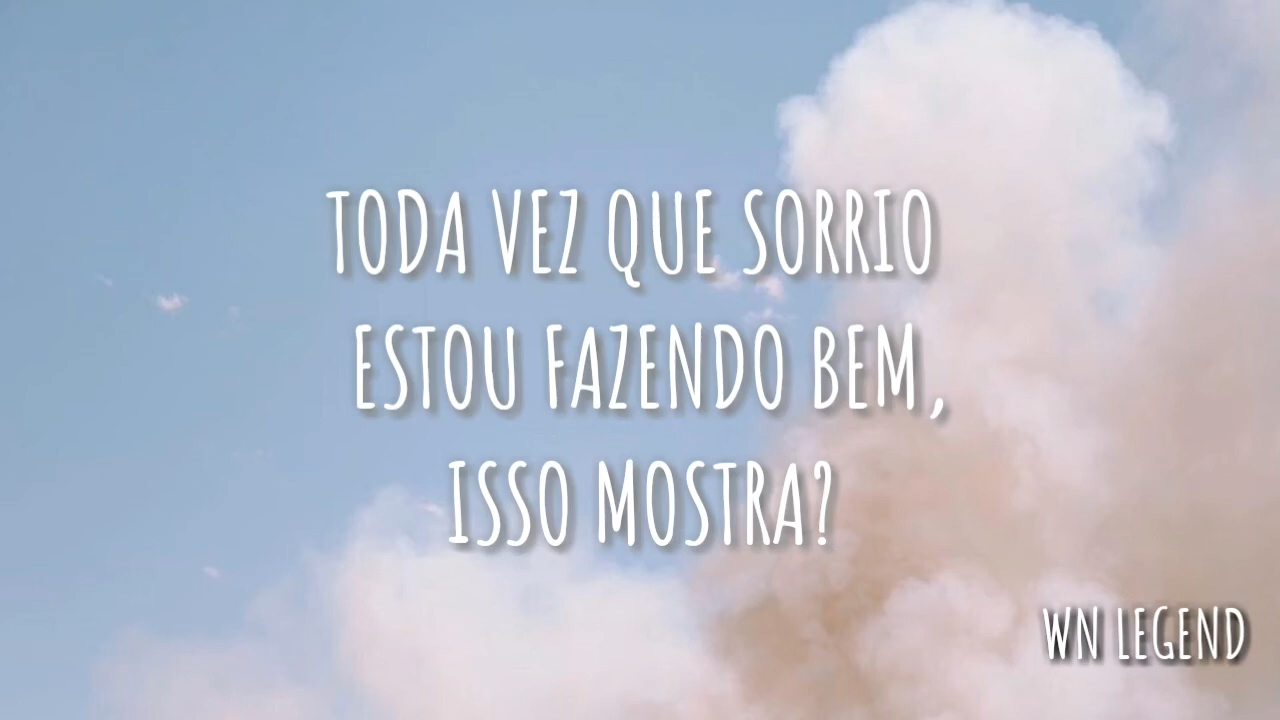 TODA VEZ QUE SORRIO
ESTOU FAZENDO BEM,
ISSO MOSTRA?
WN LEGEND